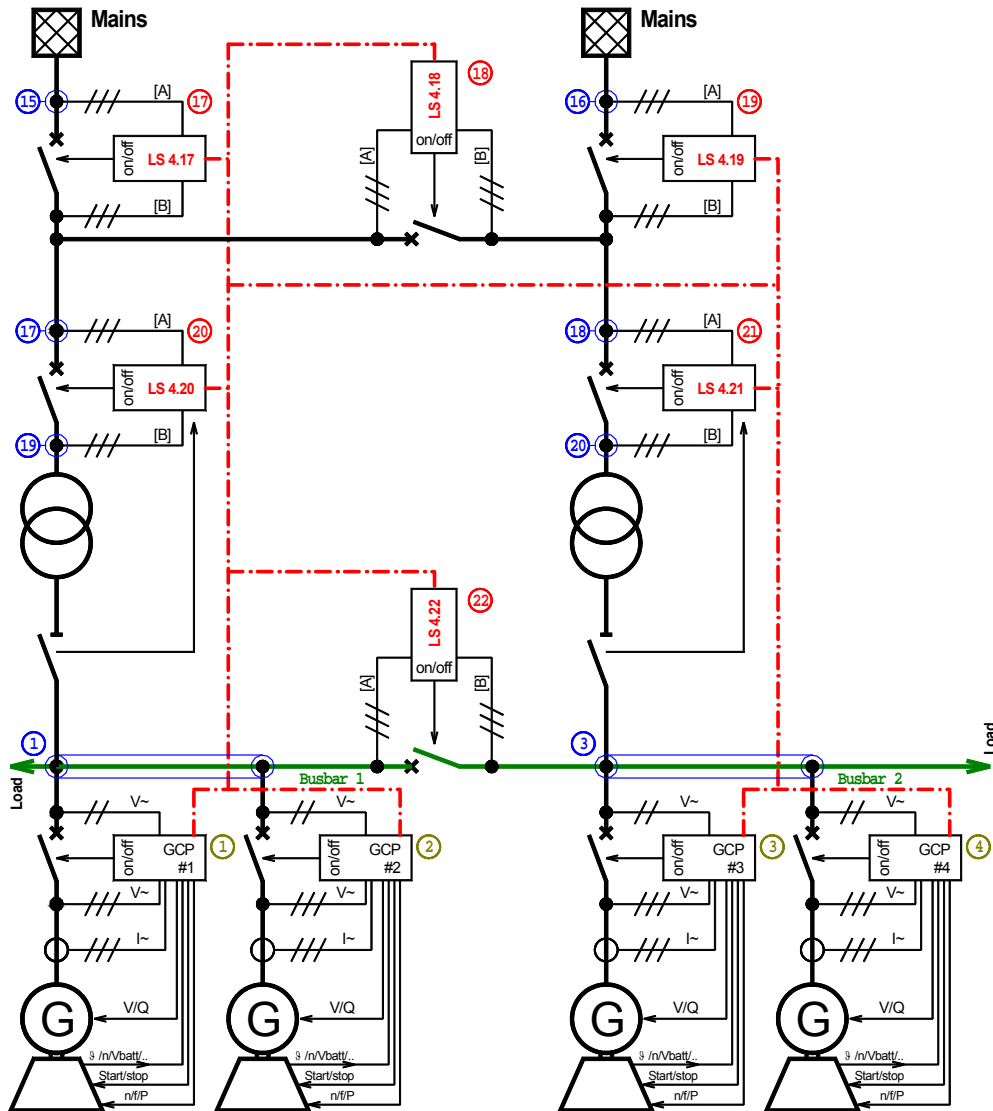 Mains
Mains
15
[A]
17
LS 4.17
on/off
[B]
18
LS 4.18
on/off
[A]
[B]
16
[A]
19
LS 4.19
on/off
[B]
17
[A]
20
LS 4.20
on/off
19
[B]
18
[A]
21
LS 4.21
on/off
20
[B]
22
LS 4.22
on/off
[A]
[B]
1
3
Load
Load
Busbar 1
Busbar 2
V~
on/off
GCP
#1
1
V~
I~
V/Q
ϑ /n/Vbatt/..
Start/stop
n/f/P
G
V~
on/off
GCP
#2
2
V~
I~
V/Q
ϑ /n/Vbatt/..
Start/stop
n/f/P
G
V~
on/off
GCP
#3
3
V~
I~
V/Q
ϑ /n/Vbatt/..
Start/stop
n/f/P
G
V~
on/off
GCP
#4
4
V~
I~
V/Q
ϑ /n/Vbatt/..
Start/stop
n/f/P
G